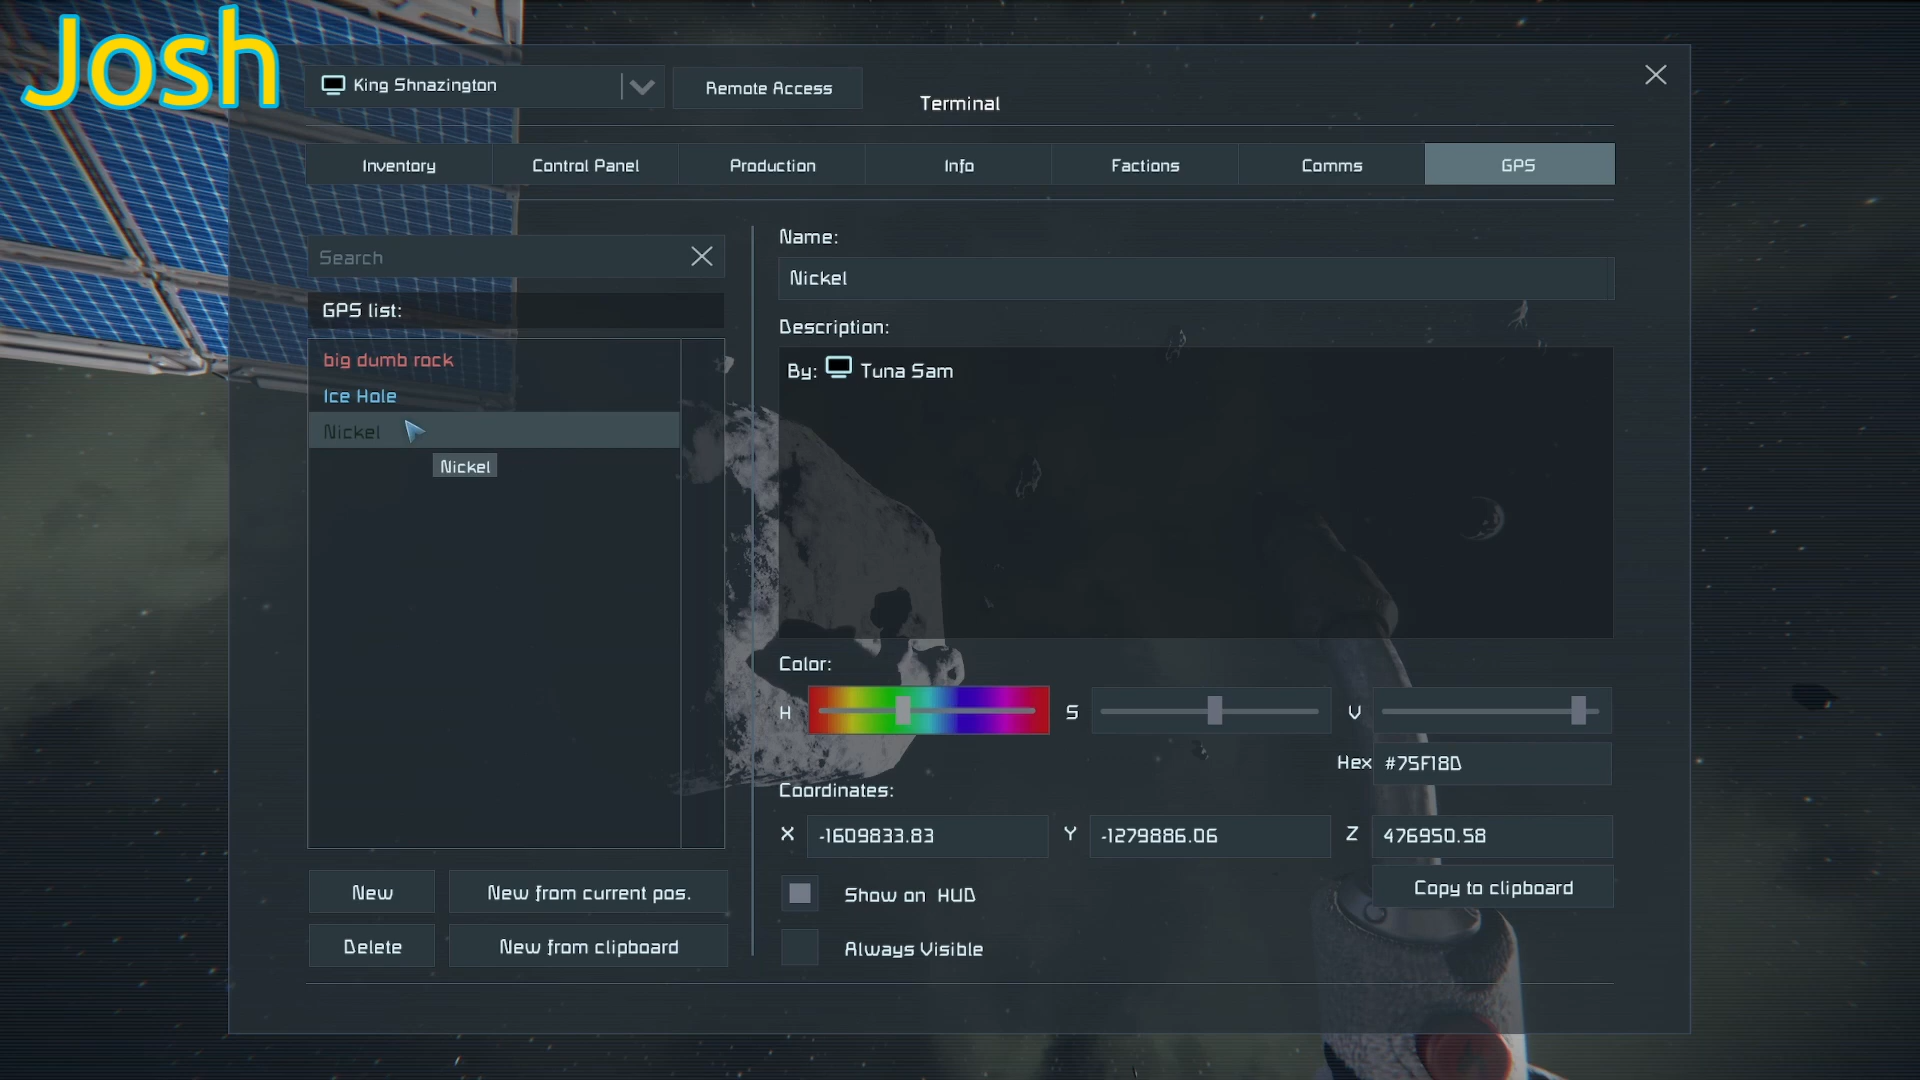 Josh
King Shnazington
Remote Access
Terminal
Inventory
Control Panel
Production
Info
Factions
Comms
GPS
Search
GPS list:
big dumb rock
Ice Hole
Nickel
Nickel
Name:
Nickel
Description:
By: Tuna Sam
Color:
H
S
V
Hex #75F18D
Coordinates:
X -1609833.83 Y -1279886.06 Z 476950.58
Show on HUD
Copy to clipboard
Always Visible
New
New from current pos.
Delete
New from clipboard